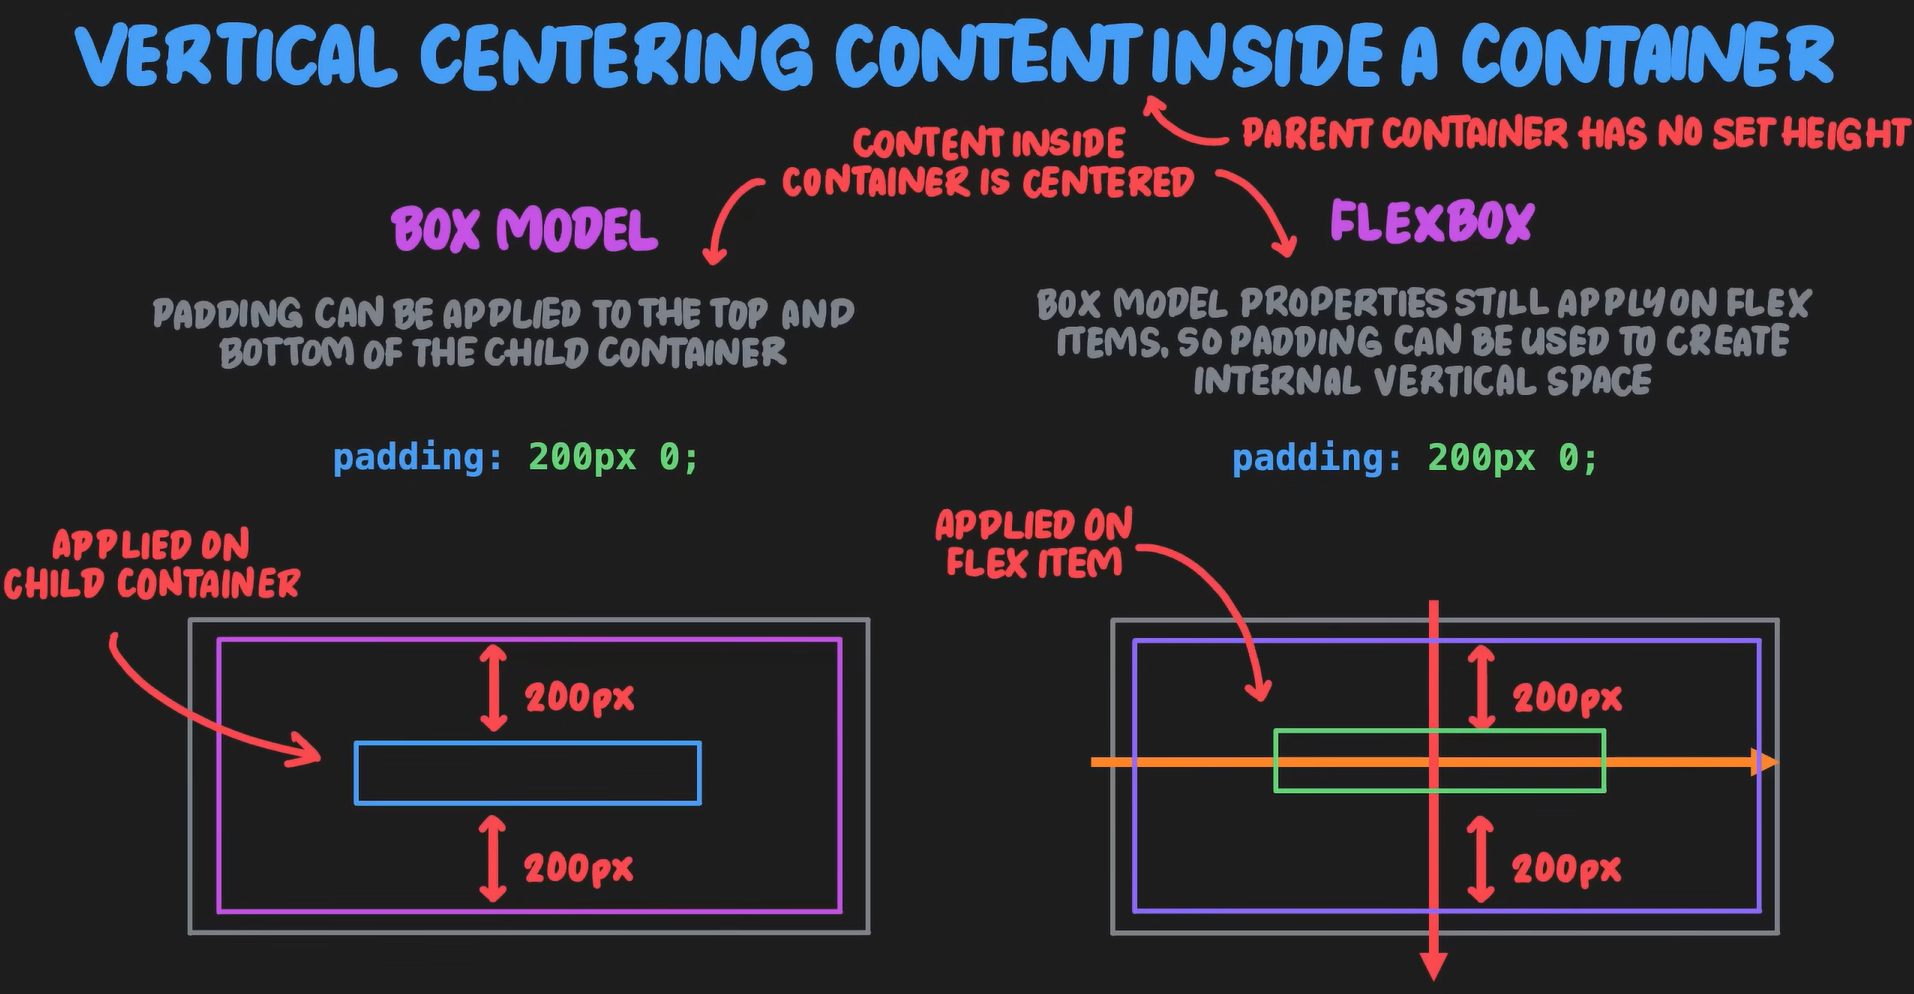 VERTICAL CENTERING CONTENT INSIDE A CONTAINER
PARENT CONTAINER HAS NO SET HEIGHT
CONTENT INSIDE
CONTAINER IS CENTERED
BOX MODEL
PADDING CAN BE APPLIED TO THE TOP AND
BOTTOM OF THE CHILD CONTAINER
padding: 200px 0;
APPLIED ON
CHILD CONTAINER
200px
200px
FLEXBOX
BOX MODEL PROPERTIES STILL APPLY ON FLEX
ITEMS, SO PADDING CAN BE USED TO CREATE
INTERNAL VERTICAL SPACE
padding: 200px 0;
APPLIED ON
FLEX ITEM
200px
200px